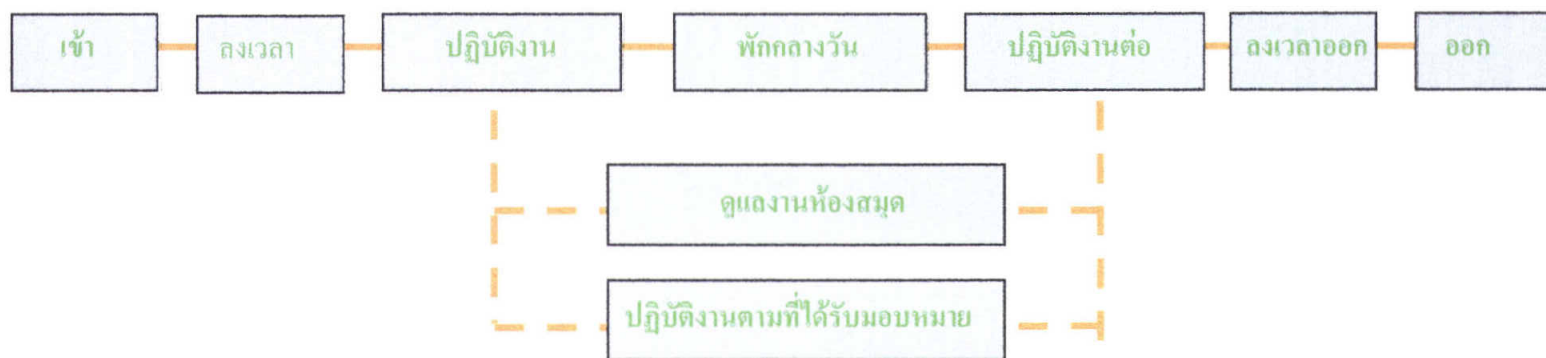 เข้า
ลงเวลา
ปฏิบัติงาน
พักกลางวัน
ปฏิบัติงานต่อ
ลงเวลาออก
ออก
ดูแลงานห้องสมุด
ปฏิบัติงานตามที่ได้รับมอบหมาย